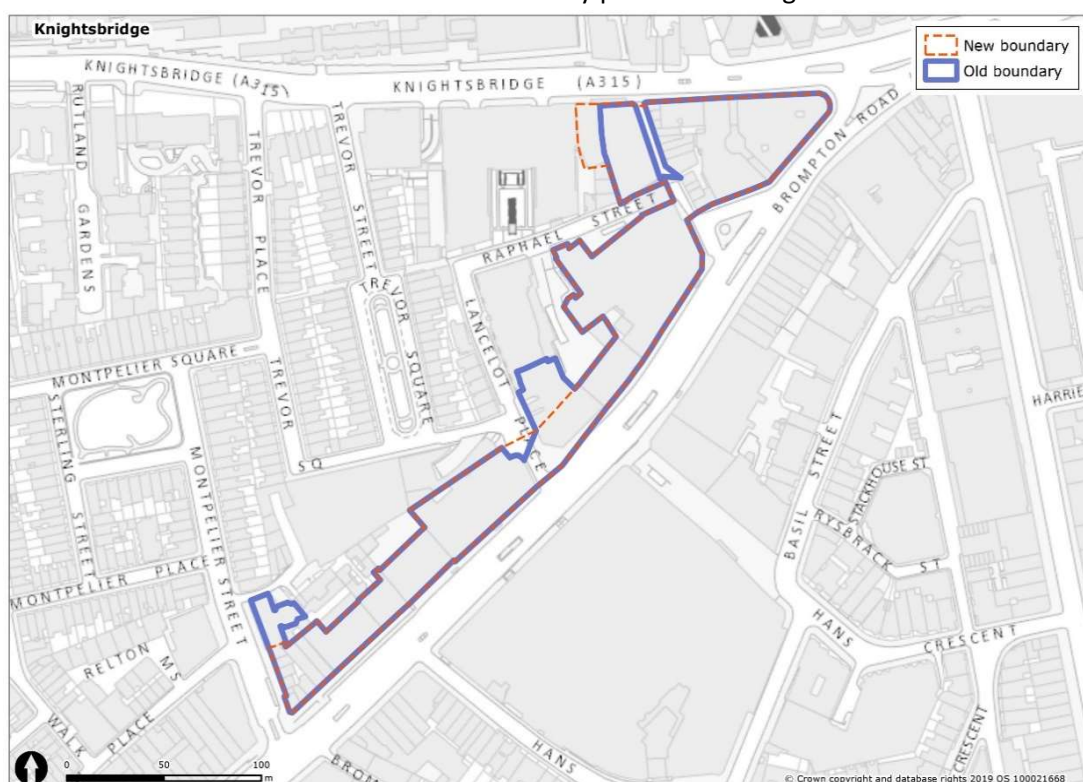 Knightsbridge
New boundary
Old boundary
KNIGHTSBRIDGE (A315)
KNIGHTSBRIDGE (A315)
RUTLAND GARDENS
TREVOR PLACE
TREVOR STREET
BROMPTON ROAD
RAPHAEL STREET
TREVOR SQUARE
LANCELOT PLACE
MONTPELIER SQUARE
TREVOR
SQ
STERLING STREET
MONTPELIER STREET
MONTPELIER PLACE
RELTON MS
WALK
PLACE
HARRIE
BASIL STREET
STACKHOUSE ST
RYSBRACK ST
HANS
CRESCENT
HANS
CRESCENT
BROM
0 50 100
m
© Crown copyright and database rights 2019 OS 100021668